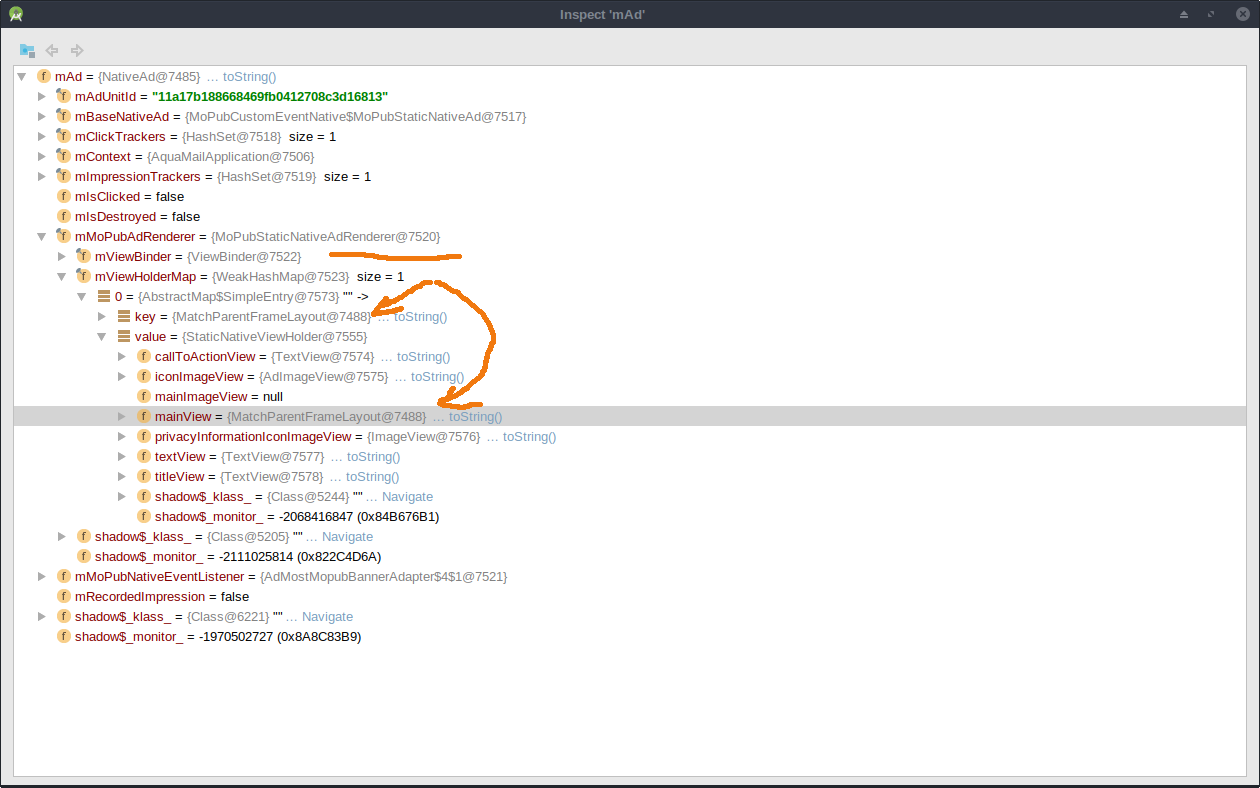 Inspect 'mAd'
mAd = {NativeAd@7485} ... toString()
mAdUnitId = "11a17b188668469fb0412708c3d16813"
mBaseNativeAd = {MoPubCustomEventNative$MoPubStaticNativeAd@7517}
mClickTrackers = {HashSet@7518} size = 1
mContext = {AquaMailApplication@7506}
mImpressionTrackers = {HashSet@7519} size = 1
mIsClicked = false
mIsDestroyed = false
mMoPubAdRenderer = {MoPubStaticNativeAdRenderer@7520}
mViewBinder = {ViewBinder@7522}
mViewHolderMap = {WeakHashMap@7523} size = 1
0 = {AbstractMap$SimpleEntry@7573} "" ->
key = {MatchParentFrameLayout@7488} ... toString()
value = {StaticNativeViewHolder@7555}
callToActionView = {TextView@7574} ... toString()
iconImageView = {AdImageView@7575} ... toString()
mainImageView = null
mainView = {MatchParentFrameLayout@7488} ... toString()
privacyInformationIconImageView = {ImageView@7576} ... toString()
textView = {TextView@7577} ... toString()
titleView = {TextView@7578} ... toString()
shadow$_klass_ = {Class@5244} "" ... Navigate
shadow$_monitor_ = -2068416847 (0x84B676B1)
shadow$_klass_ = {Class@5205} "" ... Navigate
shadow$_monitor_ = -2111025814 (0x822C4D6A)
mMoPubNativeEventListener = {AdMostMopubBannerAdapter$4$1@7521}
mRecordedImpression = false
shadow$_klass_ = {Class@6221} "" ... Navigate
shadow$_monitor_ = -1970502727 (0x8A8C83B9)